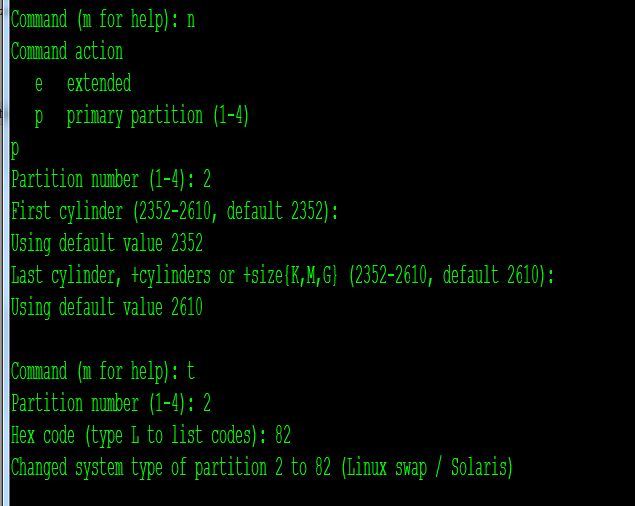 Command (m for help): n
Command action
   e   extended
   p   primary partition (1-4)
p
Partition number (1-4): 2
First cylinder (2352-2610, default 2352):
Using default value 2352
Last cylinder, +cylinders or +size{K,M,G} (2352-2610, default 2610):
Using default value 2610

Command (m for help): t
Partition number (1-4): 2
Hex code (type L to list codes): 82
Changed system type of partition 2 to 82 (Linux swap / Solaris)